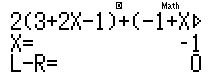 D Math
2(3+2X-1)+(-1+X▷
X= -1
L-R= 0